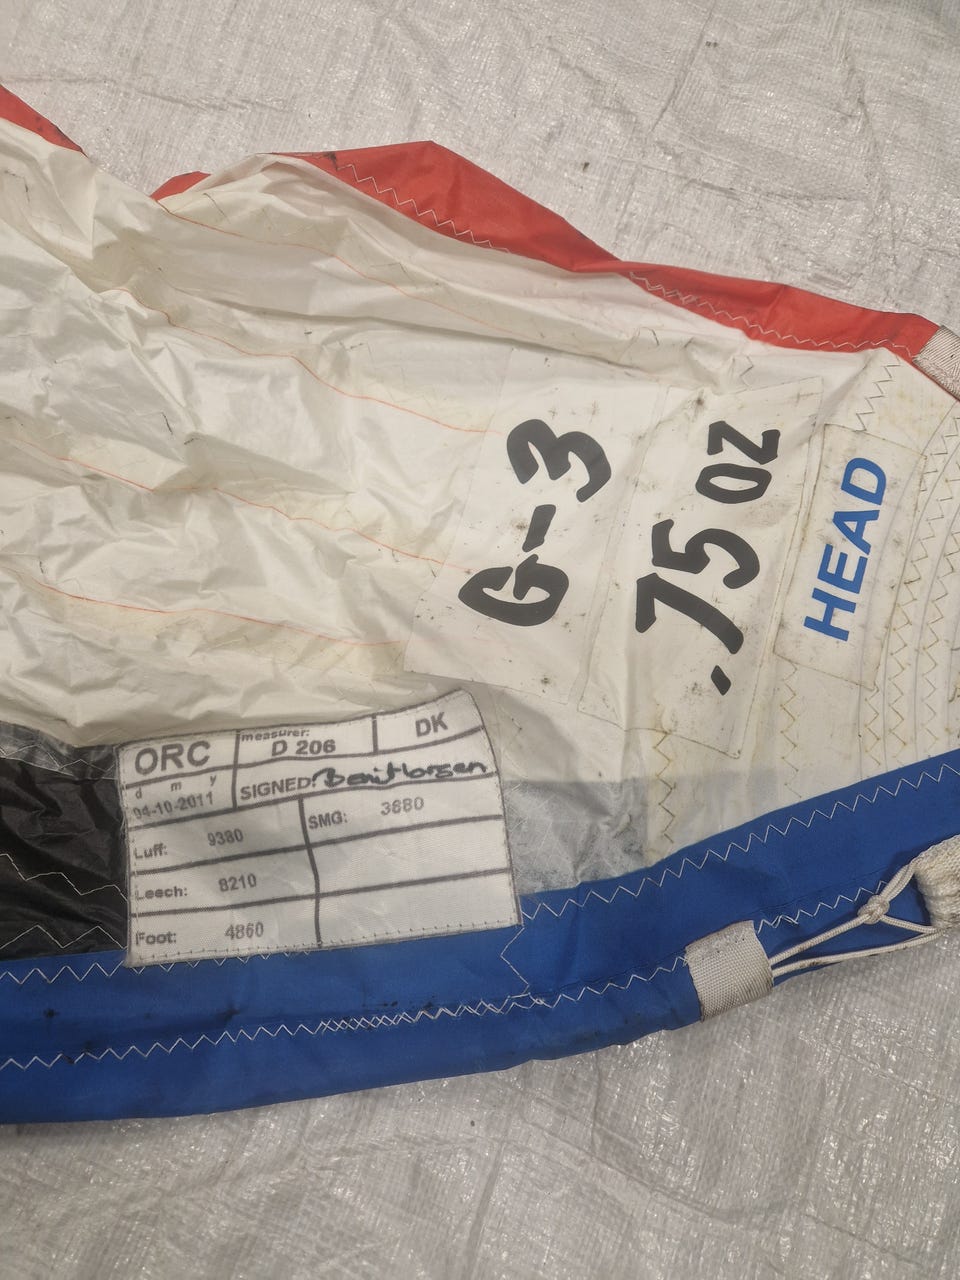 G-3
.75 oz
HEAD
ORC
measurer:
D 206
DK
d m y
04-10-2011
SIGNED:
Luff: 9380
SMG: 3880
Leech: 8210
Foot: 4860